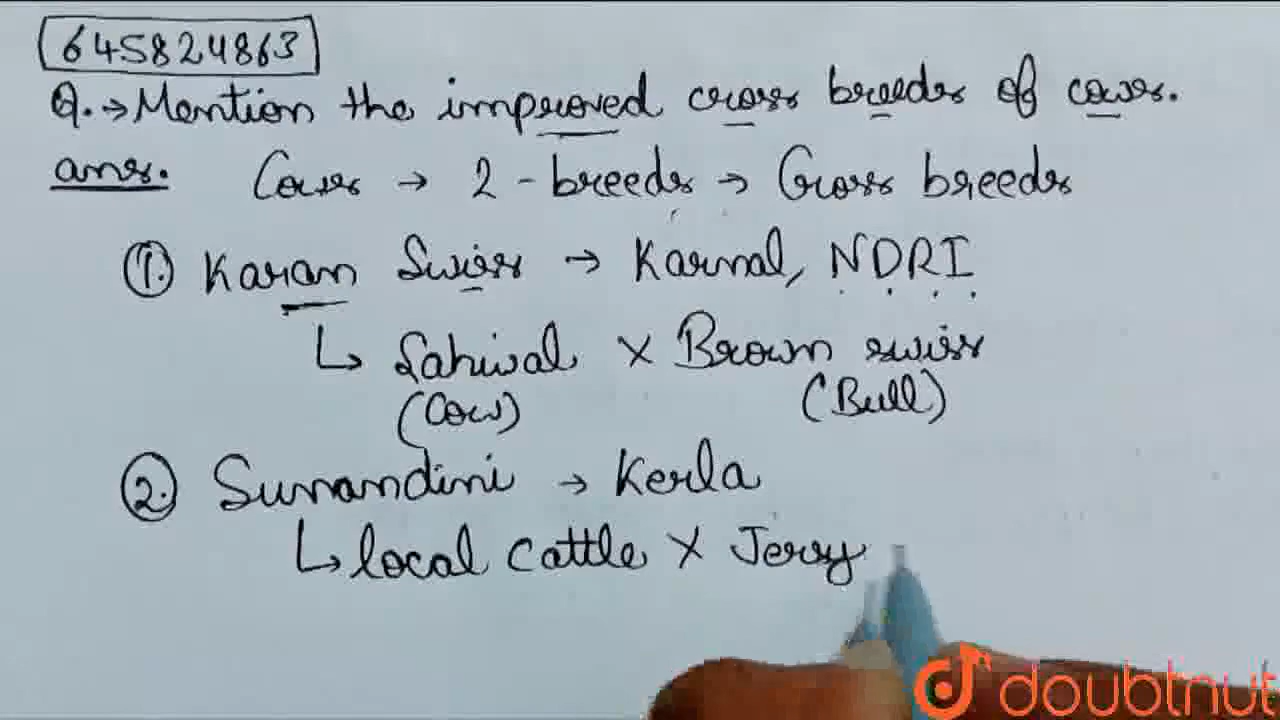 645824863
Q.→ Mention the improved cross breeds of cows.
ans. Cows → 2 - breeds → Cross breeds
1. Karan Swiss → Karnal, NDRI
↳ Sahiwal × Brown swiss
(Cow) (Bull)
2. Sunandini → Kerla
↳ local cattle × Jersy
doubtnut